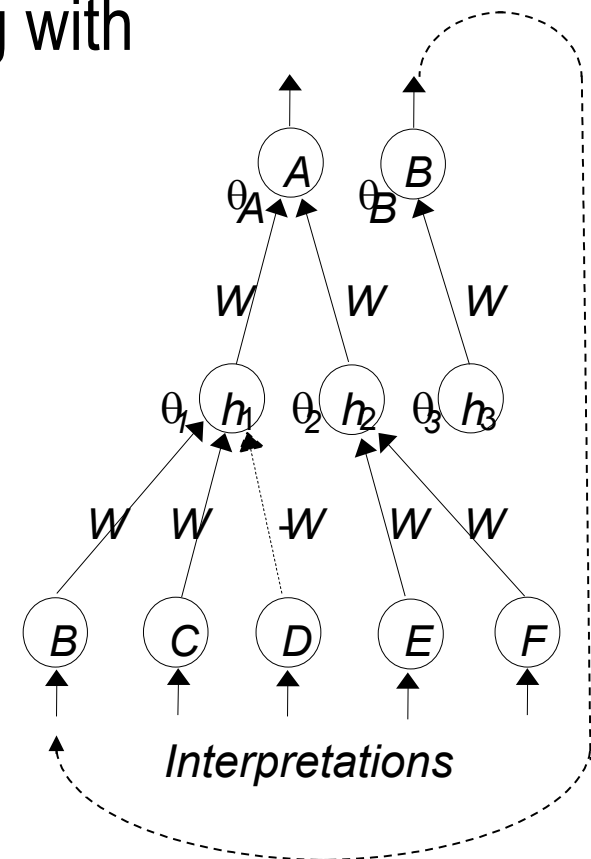 g with
A B
θA θB
W W W
θ1 h1 θ2 h2 θ3 h3
W W -W W W
B C D E F
Interpretations